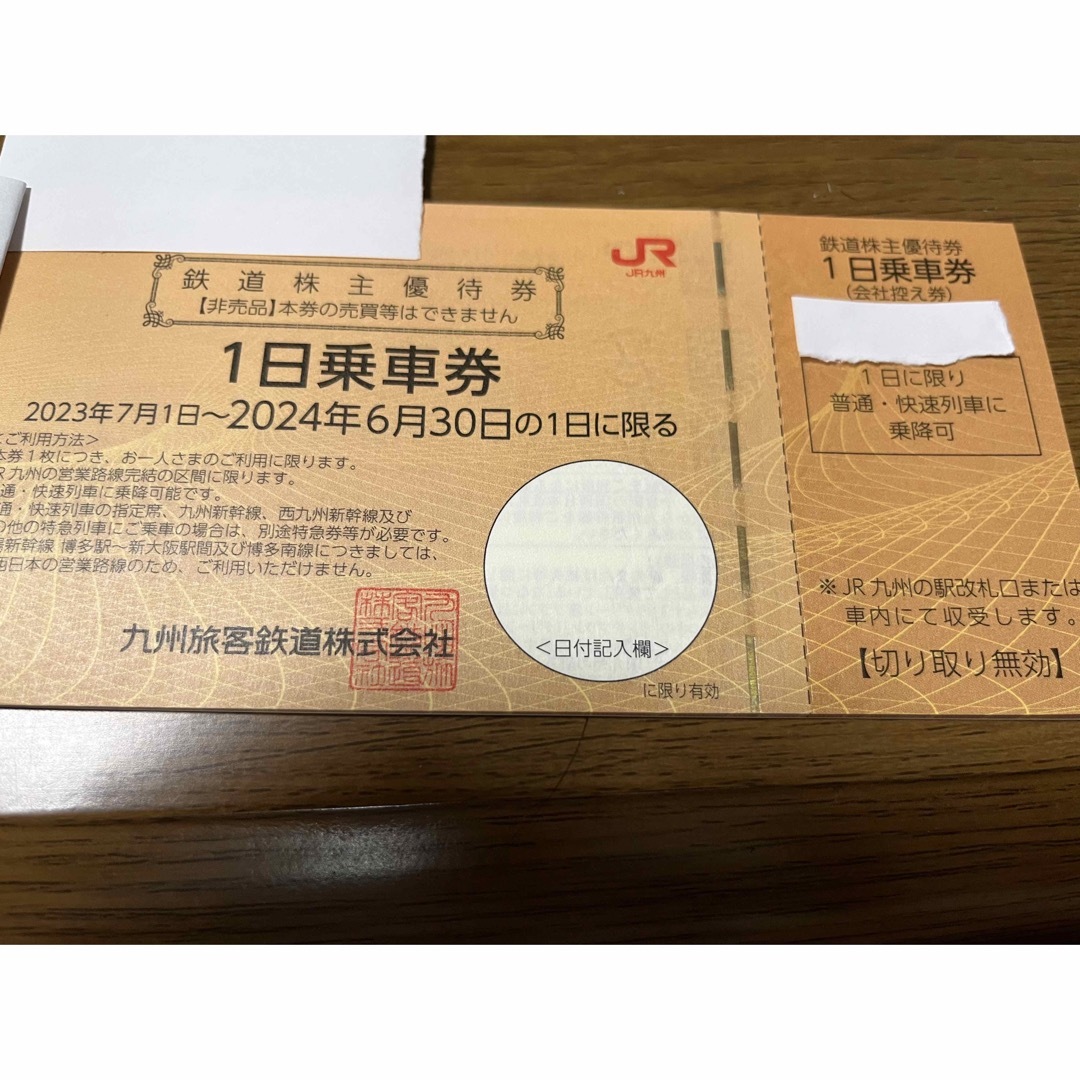 鉄道株主優待券
【非売品】本券の売買等はできません
JR
JR九州
1日乗車券
2023年7月1日～2024年6月30日の1日に限る
ご利用方法＞
本券1枚につき、お一人さまのご利用に限ります。
R九州の営業路線完結の区間に限ります。
通・快速列車に乗降可能です。
通・快速列車の指定席、九州新幹線、西九州新幹線及び
の他の特急列車にご乗車の場合は、別途特急券等が必要です。
陽新幹線 博多駅～新大阪駅間及び博多南線につきましては、
西日本の営業路線のため、ご利用いただけません。
九州旅客鉄道株式会社
＜日付記入欄＞
に限り有効
鉄道株主優待券
1日乗車券
(会社控え券)
1日に限り
普通・快速列車に
乗降可
※JR九州の駅改札口または
車内にて収受します。
【切り取り無効】